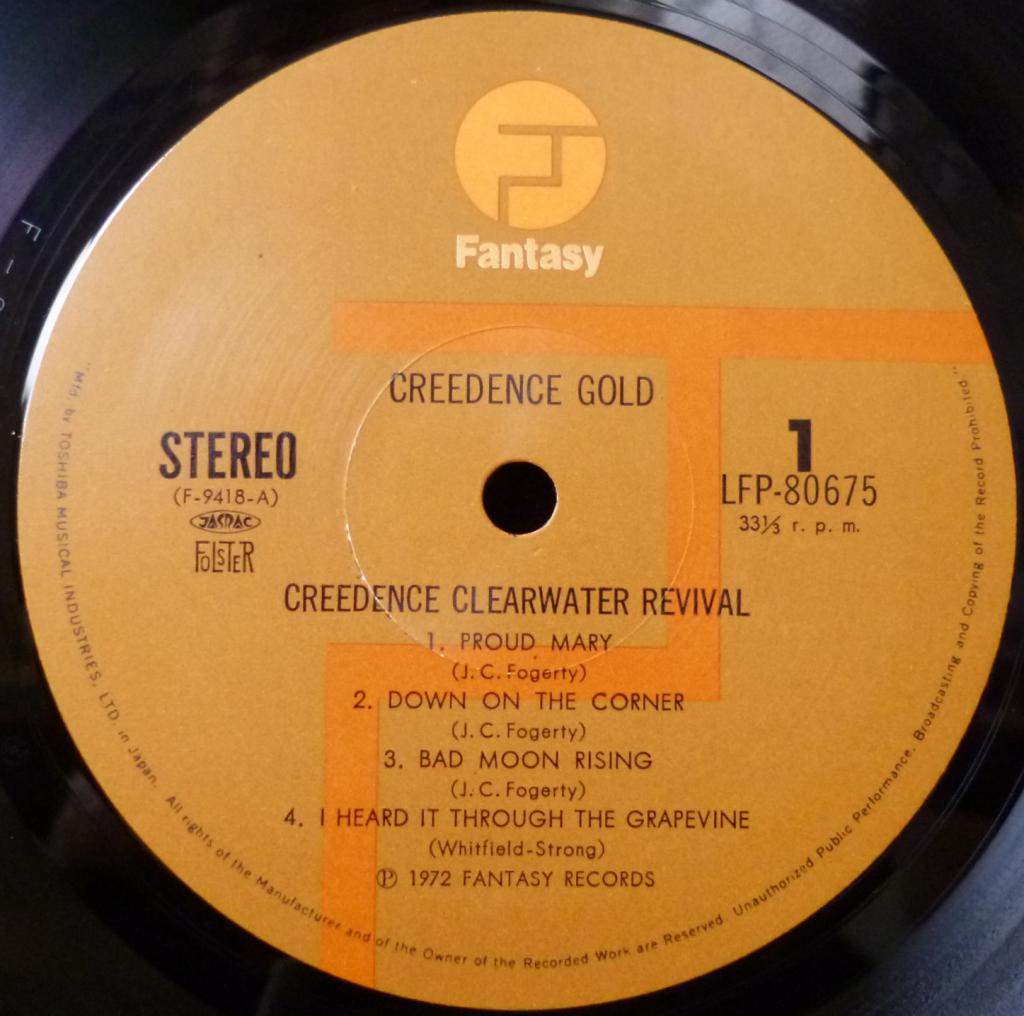 Fantasy
CREEDENCE GOLD
STEREO
(F-9418-A)
JASRAC
FOLSTER
1
LFP-80675
33⅓ r. p. m.
CREEDENCE CLEARWATER REVIVAL
1. PROUD MARY
(J. C. Fogerty)
2. DOWN ON THE CORNER
(J. C. Fogerty)
3. BAD MOON RISING
(J. C. Fogerty)
4. I HEARD IT THROUGH THE GRAPEVINE
(Whitfield-Strong)
℗ 1972 FANTASY RECORDS
"Mfd. by TOSHIBA MUSICAL INDUSTRIES, LTD. in Japan. All rights of the Manufacturer and of the Owner of the Recorded Work are Reserved. Unauthorized Public Performance. Broadcasting and Copying of the Record Prohibited"